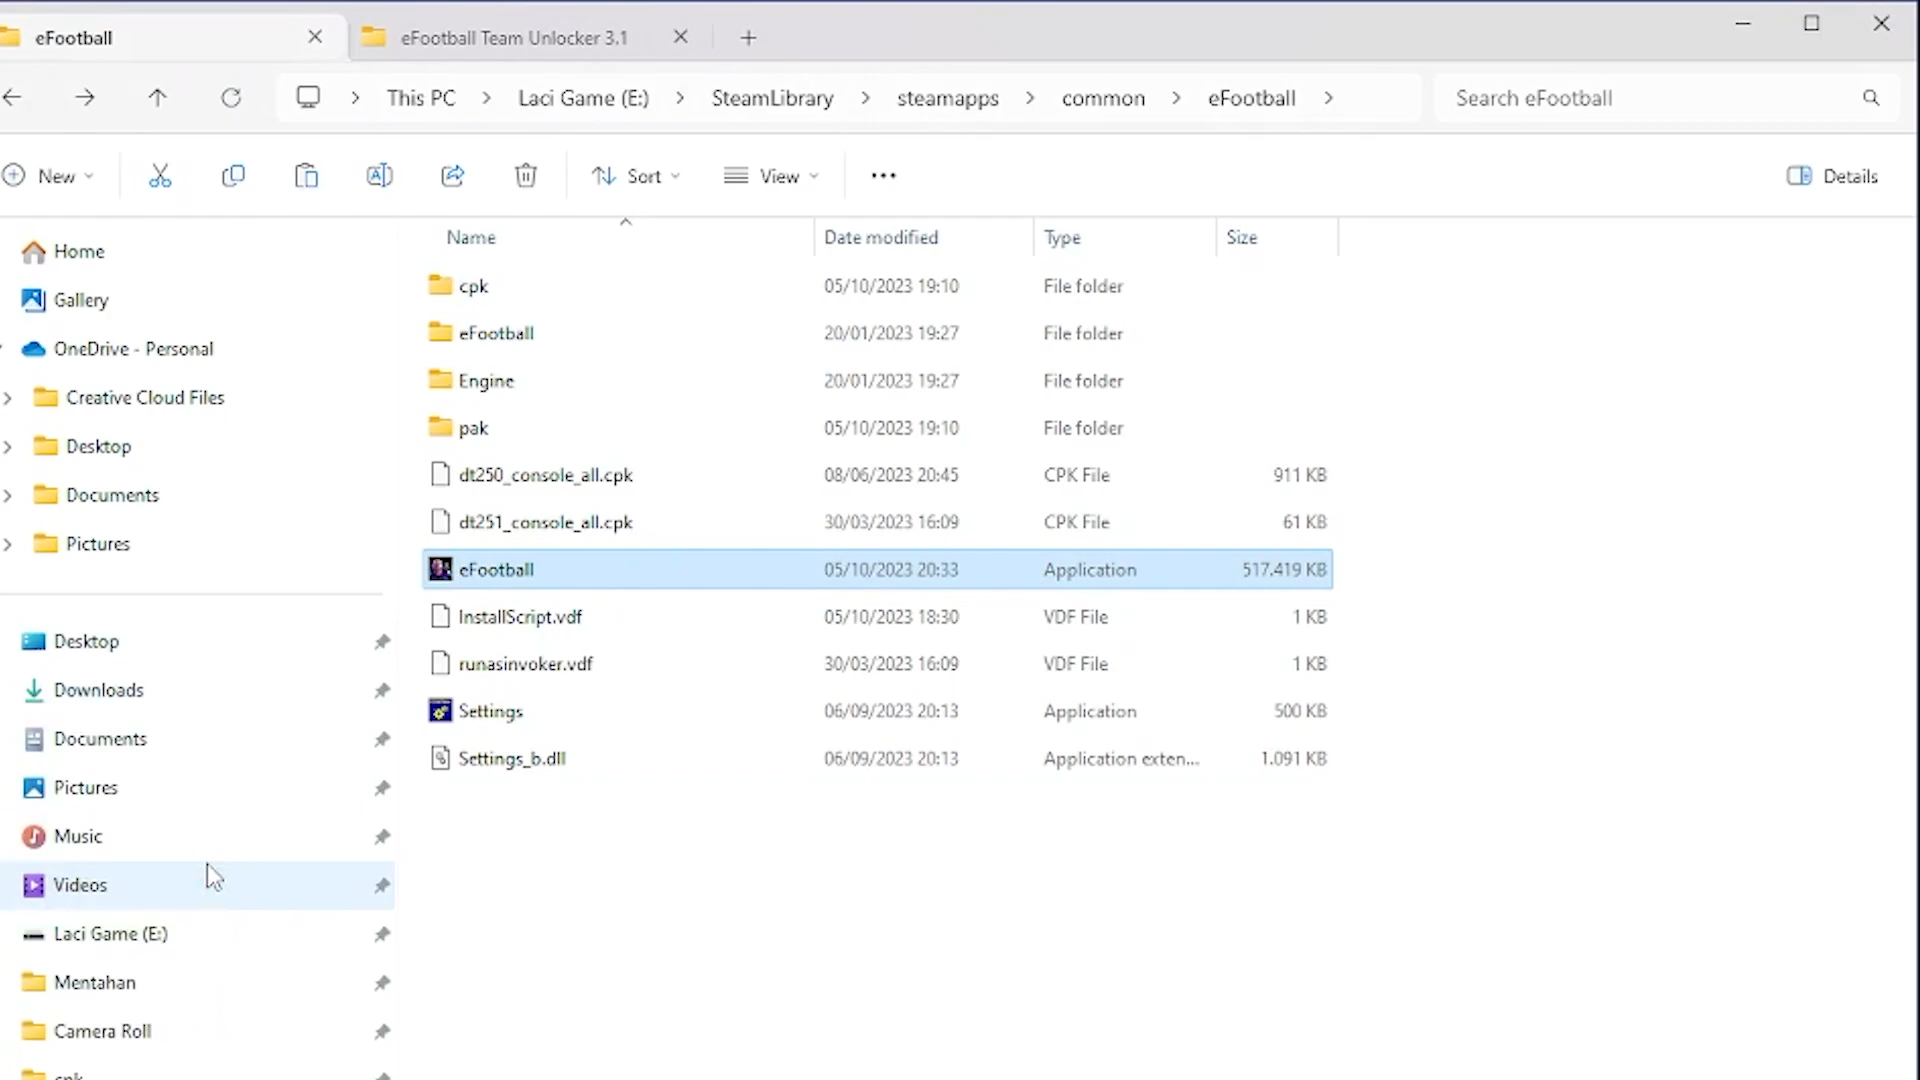 eFootball
eFootball Team Unlocker 3.1
This PC > Laci Game (E:) > SteamLibrary > steamapps > common > eFootball >
Search eFootball
New
Sort
View
Details
Name Date modified Type Size
Home
Gallery
OneDrive - Personal
Creative Cloud Files
Desktop
Documents
Pictures
Desktop
Downloads
Documents
Pictures
Music
Videos
Laci Game (E:)
Mentahan
Camera Roll
cpk
cpk 05/10/2023 19:10 File folder
eFootball 20/01/2023 19:27 File folder
Engine 20/01/2023 19:27 File folder
pak 05/10/2023 19:10 File folder
dt250_console_all.cpk 08/06/2023 20:45 CPK File 911 KB
dt251_console_all.cpk 30/03/2023 16:09 CPK File 61 KB
eFootball 05/10/2023 20:33 Application 517.419 KB
InstallScript.vdf 05/10/2023 18:30 VDF File 1 KB
runasinvoker.vdf 30/03/2023 16:09 VDF File 1 KB
Settings 06/09/2023 20:13 Application 500 KB
Settings_b.dll 06/09/2023 20:13 Application exten... 1.091 KB